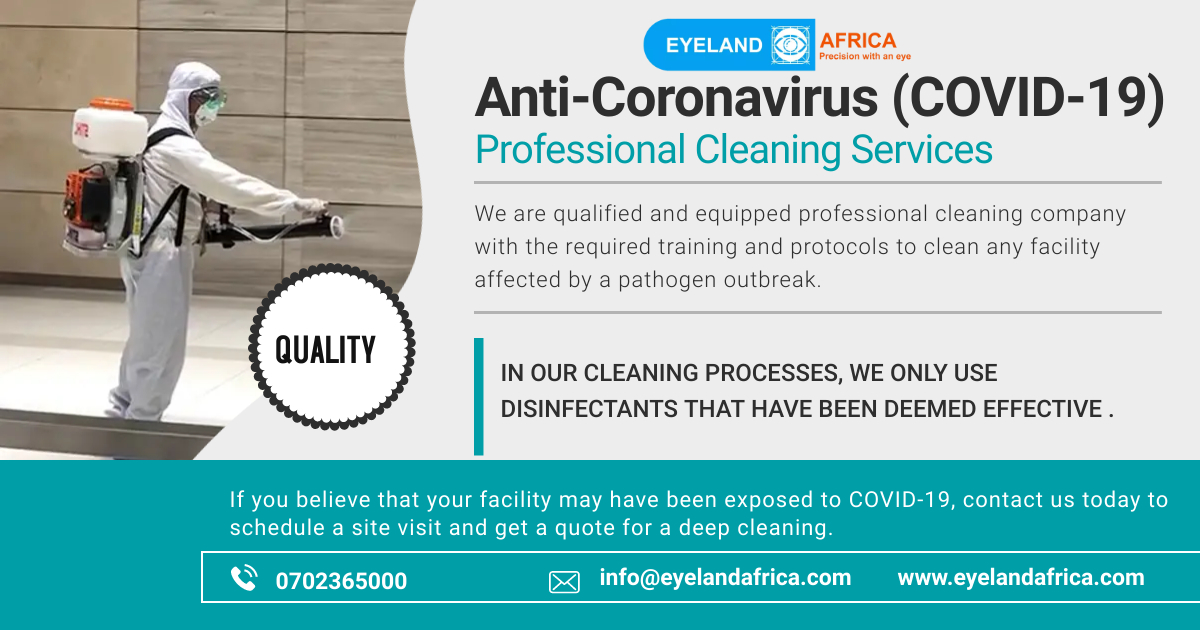 EYELAND AFRICA
Precision with an eye
Anti-Coronavirus (COVID-19)
Professional Cleaning Services
We are qualified and equipped professional cleaning company
with the required training and protocols to clean any facility
affected by a pathogen outbreak.
QUALITY
IN OUR CLEANING PROCESSES, WE ONLY USE
DISINFECTANTS THAT HAVE BEEN DEEMED EFFECTIVE .
If you believe that your facility may have been exposed to COVID-19, contact us today to
schedule a site visit and get a quote for a deep cleaning.
0702365000 info@eyelandafrica.com www.eyelandafrica.com